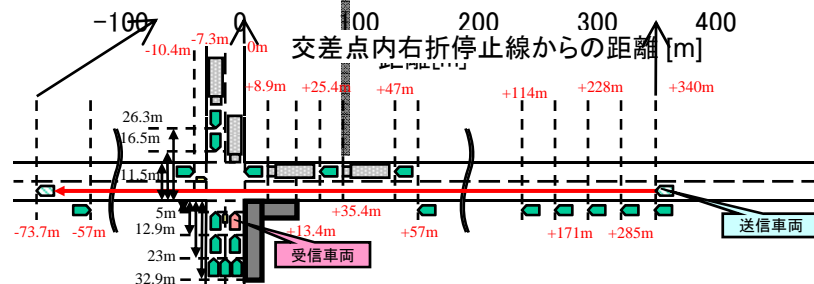 -100 0 100 200 300 400
交差点内右折停止線からの距離 [m]
-7.3m 0m
-10.4m
+8.9m +25.4m +47m +114m +228m +340m
26.3m
16.5m
11.5m
5m
12.9m
23m
32.9m
-73.7m -57m +13.4m +35.4m +57m +171m +285m
送信車両
受信車両